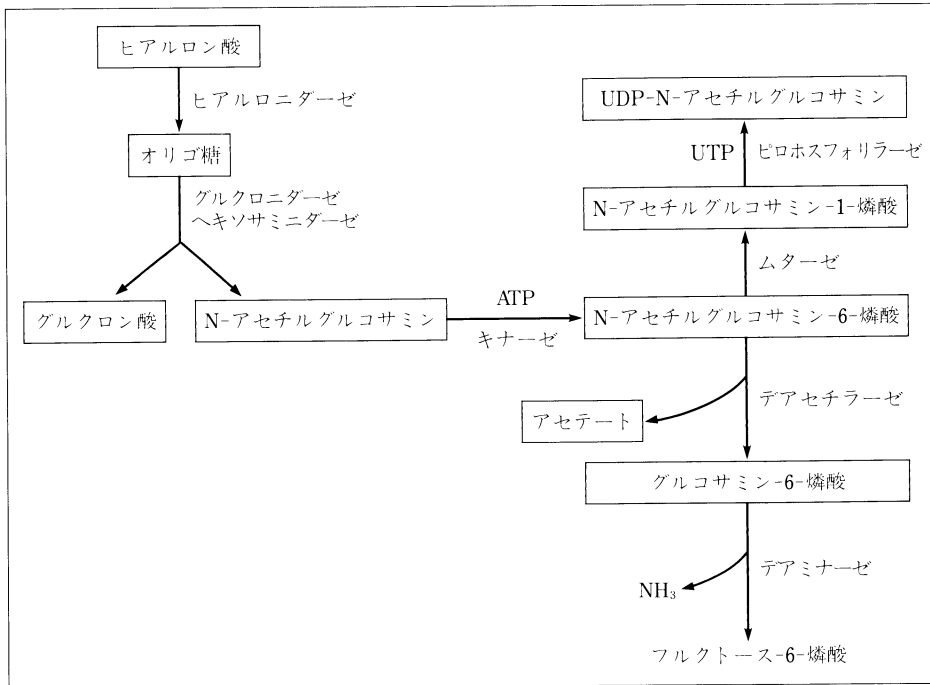 ヒアルロン酸
ヒアルロニダーゼ
オリゴ糖
グルクロニダーゼ
ヘキソサミニダーゼ
グルクロン酸
N-アセチルグルコサミン
ATP
キナーゼ
UDP-N-アセチルグルコサミン
UTP ピロホスフォリラーゼ
N-アセチルグルコサミン-1-燐酸
ムターゼ
N-アセチルグルコサミン-6-燐酸
デアセチラーゼ
アセテート
グルコサミン-6-燐酸
デアミナーゼ
NH₃
フルクトース-6-燐酸